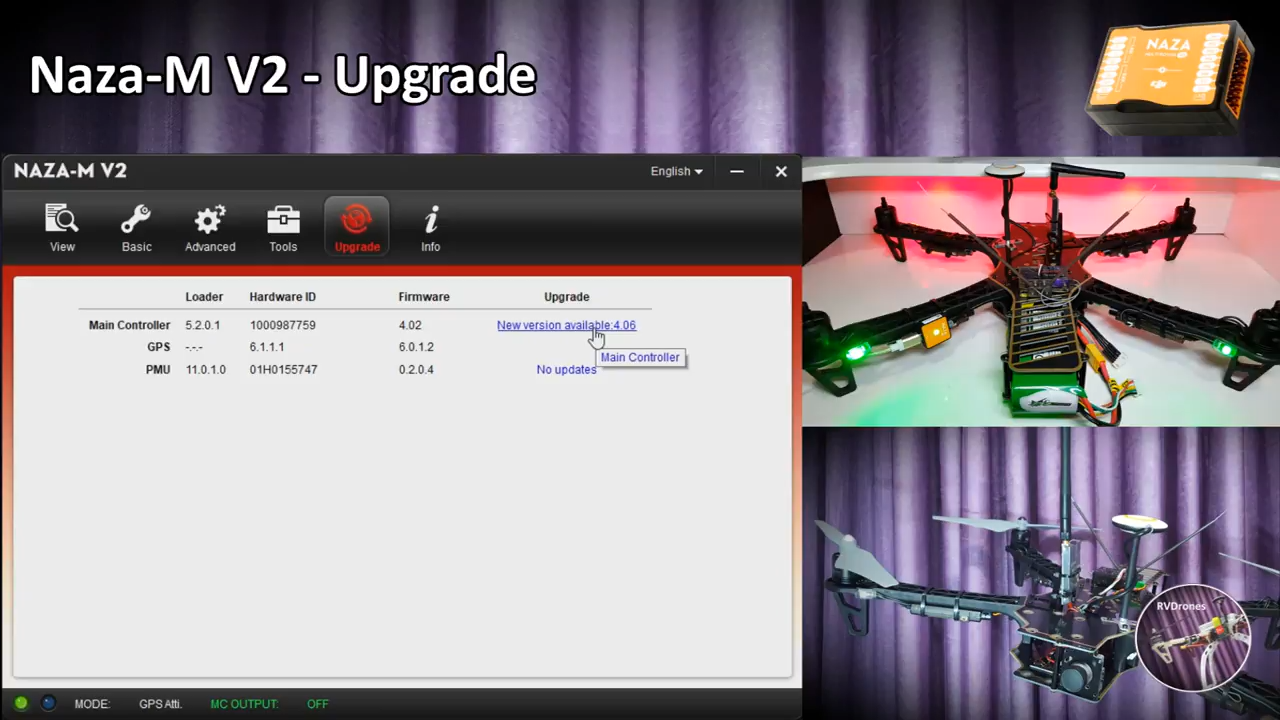 Naza-M V2 - Upgrade
NAZA
NAZA-M V2
English
View
Basic
Advanced
Tools
Upgrade
Info
Loader Hardware ID Firmware Upgrade
Main Controller 5.2.0.1 1000987759 4.02 New version available:4.06
Main Controller
GPS -.-.- 6.1.1.1 6.0.1.2
PMU 11.0.1.0 01H0155747 0.2.0.4 No updates
MODE: GPS Atti. MC OUTPUT: OFF
RVDrones